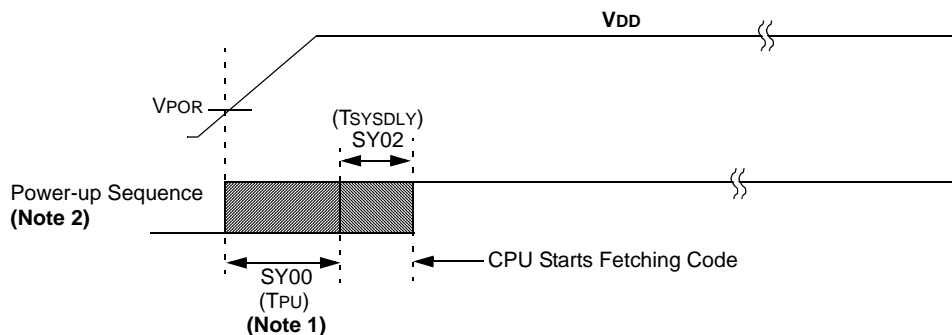 VDD
VPOR
(TSYSDLY)
SY02
Power-up Sequence
(Note 2)
CPU Starts Fetching Code
SY00
(TPU)
(Note 1)